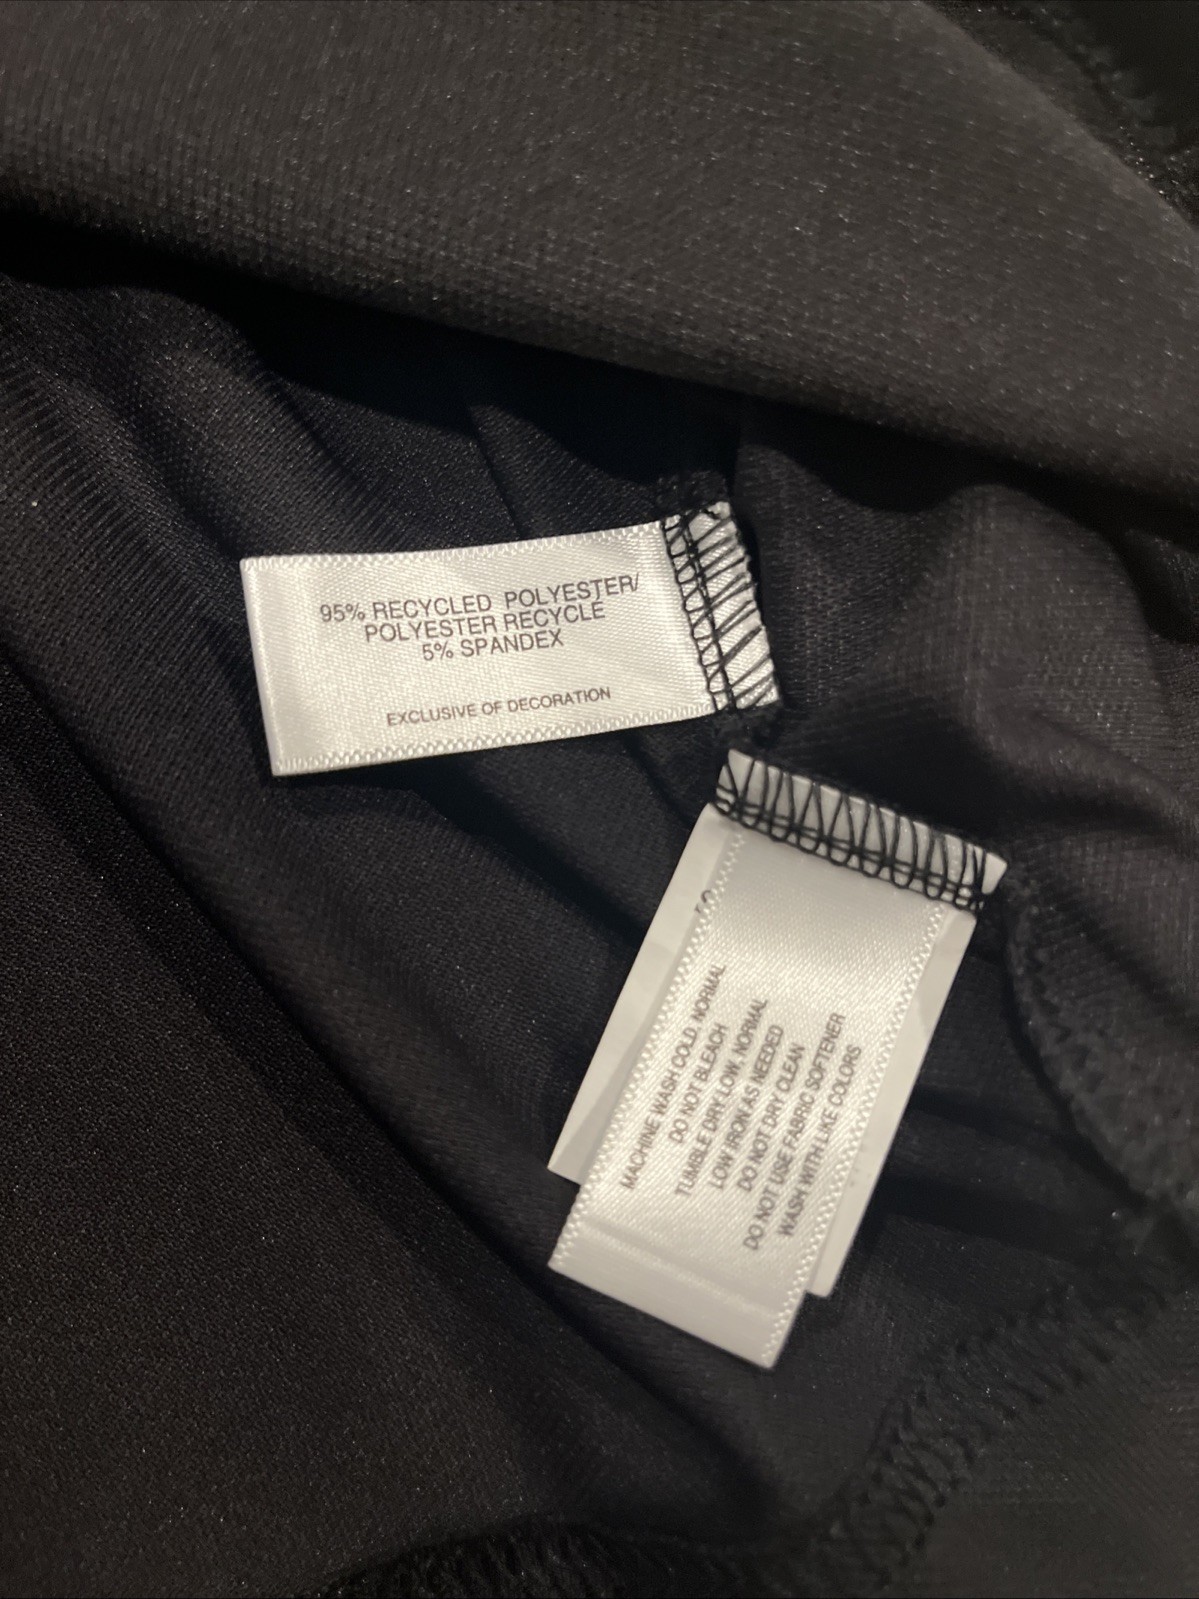 95% RECYCLED POLYESTER/
POLYESTER RECYCLÉ
5% SPANDEX
EXCLUSIVE OF DECORATION
MACHINE WASH COLD, NORMAL
DO NOT BLEACH
TUMBLE DRY LOW, NORMAL
LOW IRON AS NEEDED
DO NOT DRY CLEAN
DO NOT USE FABRIC SOFTENER
WASH WITH LIKE COLORS